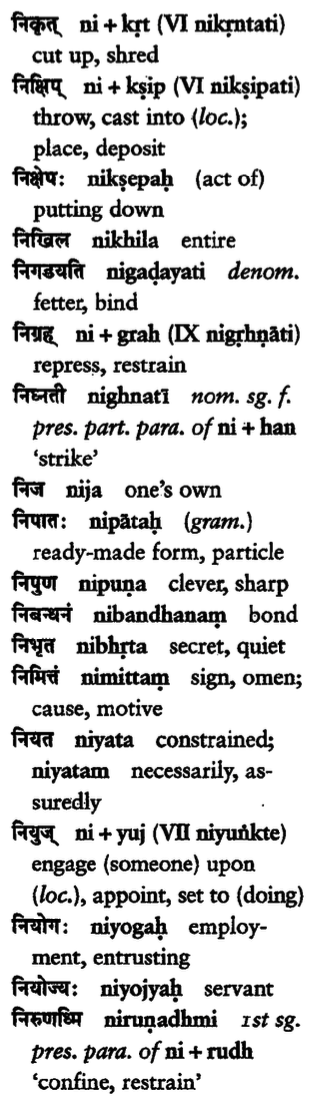 निकृत् ni + kṛt (VI nikṛntati)
cut up, shred
निक्षिप् ni + kṣip (VI nikṣipati)
throw, cast into (loc.);
place, deposit
निक्षेपः nikṣepaḥ (act of)
putting down
निखिल nikhila entire
निगडयति nigaḍayati denom.
fetter, bind
निग्रह् ni + grah (IX nigṛhṇāti)
repress, restrain
निघ्नती nighnatī nom. sg. f.
pres. part. para. of ni + han
‘strike’
निज nija one’s own
निपातः nipātaḥ (gram.)
ready-made form, particle
निपुण nipuṇa clever, sharp
निबन्धनं nibandhanaṃ bond
निभृत nibhṛta secret, quiet
निमित्तं nimittaṃ sign, omen;
cause, motive
नियत niyata constrained;
niyatam necessarily, as-
suredly
नियुज् ni + yuj (VII niyuṅkte)
engage (someone) upon
(loc.), appoint, set to (doing)
नियोगः niyogaḥ employ-
ment, entrusting
नियोज्यः niyojyaḥ servant
निरुणध्मि niruṇadhmi 1st sg.
pres. para. of ni + rudh
‘confine, restrain’